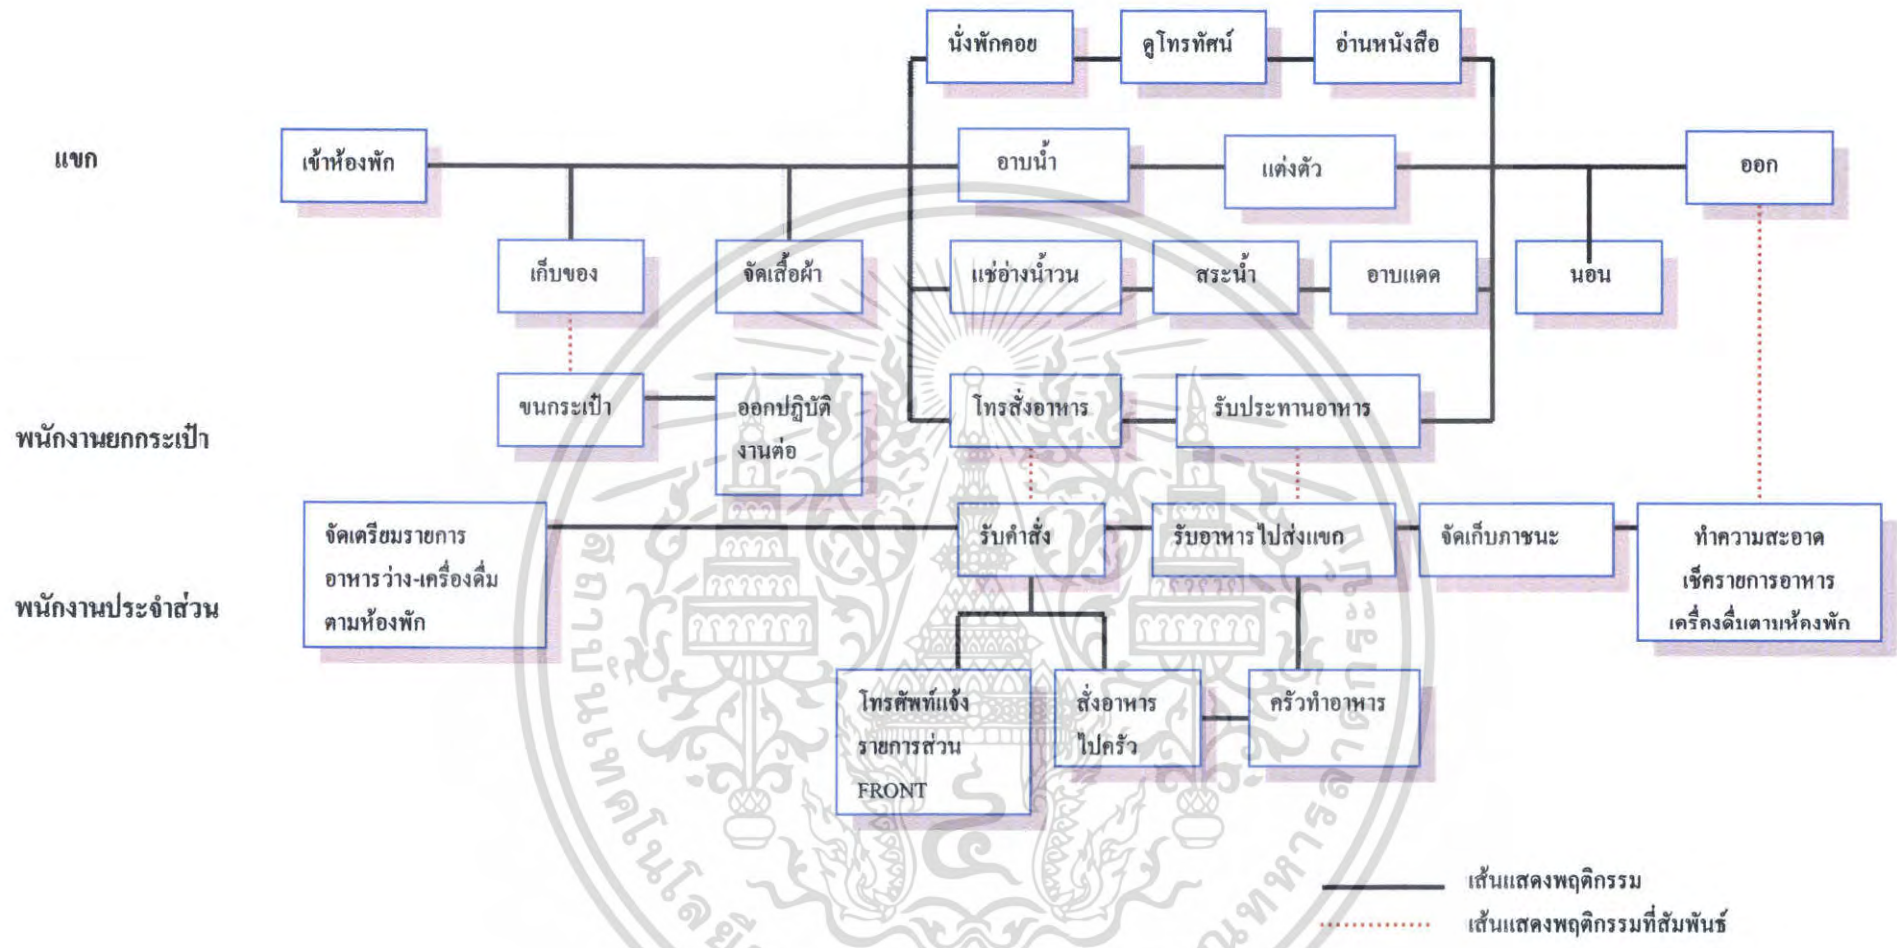 นั่งพักคอย
ดูโทรทัศน์
อ่านหนังสือ
แขก
เข้าห้องพัก
อาบน้ำ
แต่งตัว
ออก
เก็บของ
จัดเสื้อผ้า
แช่อ่างน้ำวน
สระน้ำ
อาบแดด
นอน
พนักงานยกกระเป๋า
ขนกระเป๋า
ออกปฏิบัติ
งานต่อ
โทรสั่งอาหาร
รับประทานอาหาร
พนักงานประจำส่วน
จัดเตรียมรายการ
อาหารว่าง-เครื่องดื่ม
ตามห้องพัก
รับคำสั่ง
รับอาหารไปส่งแขก
จัดเก็บภาชนะ
ทำความสะอาด
เช็ครายการอาหาร
เครื่องดื่มตามห้องพัก
โทรศัพท์แจ้ง
รายการส่วน
FRONT
สั่งอาหาร
ไปครัว
ครัวทำอาหาร
เส้นแสดงพฤติกรรม
เส้นแสดงพฤติกรรมที่สัมพันธ์